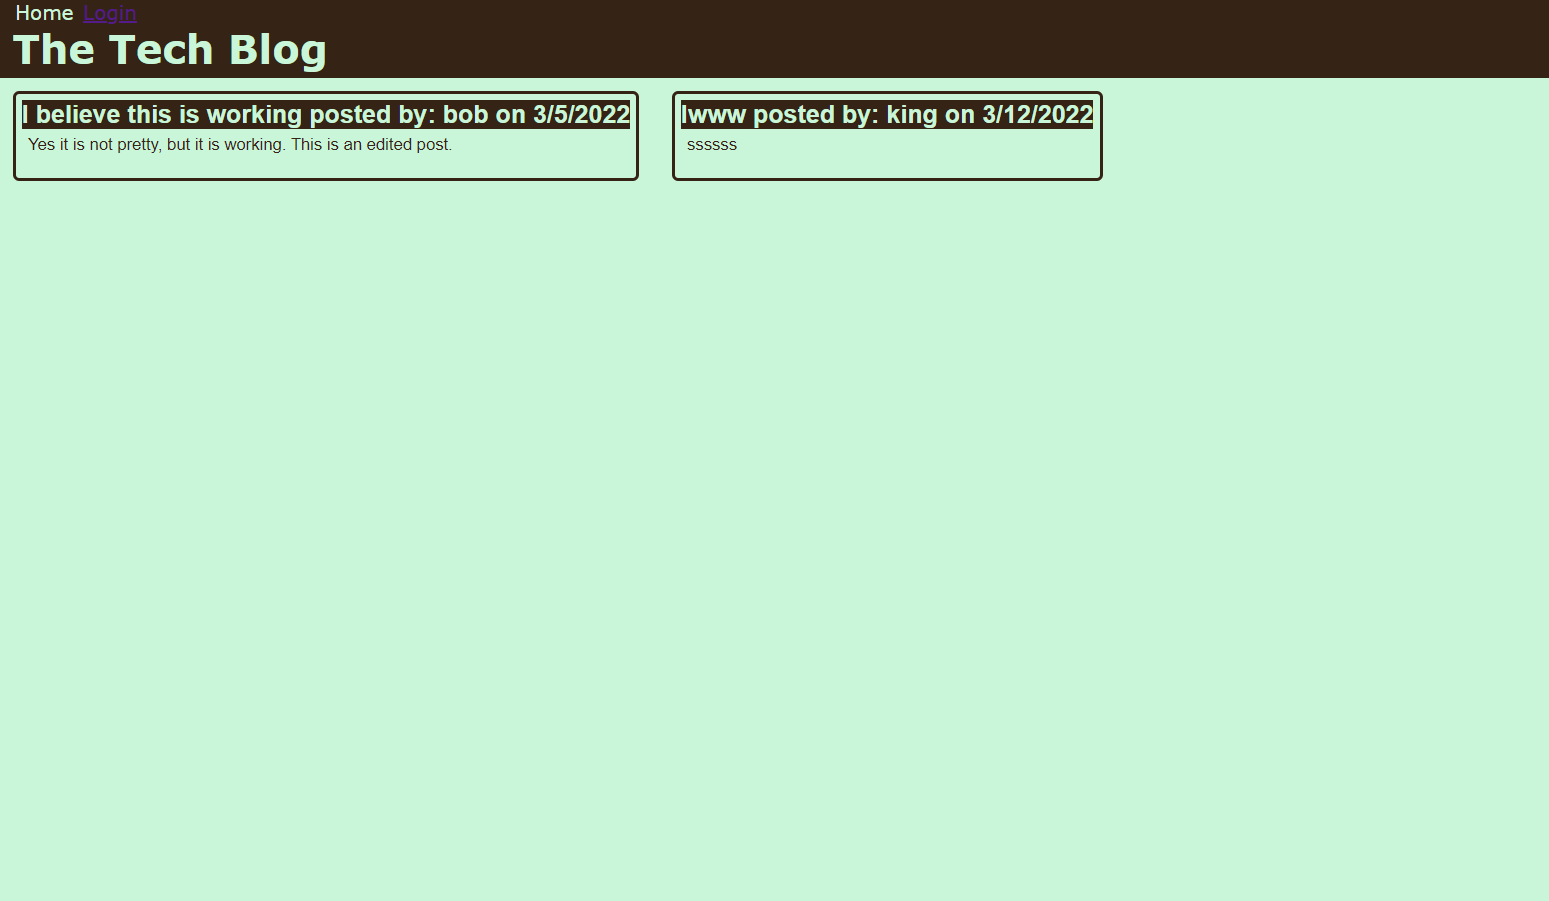 Home Login
The Tech Blog
I believe this is working posted by: bob on 3/5/2022
Yes it is not pretty, but it is working. This is an edited post.
Iwww posted by: king on 3/12/2022
ssssss